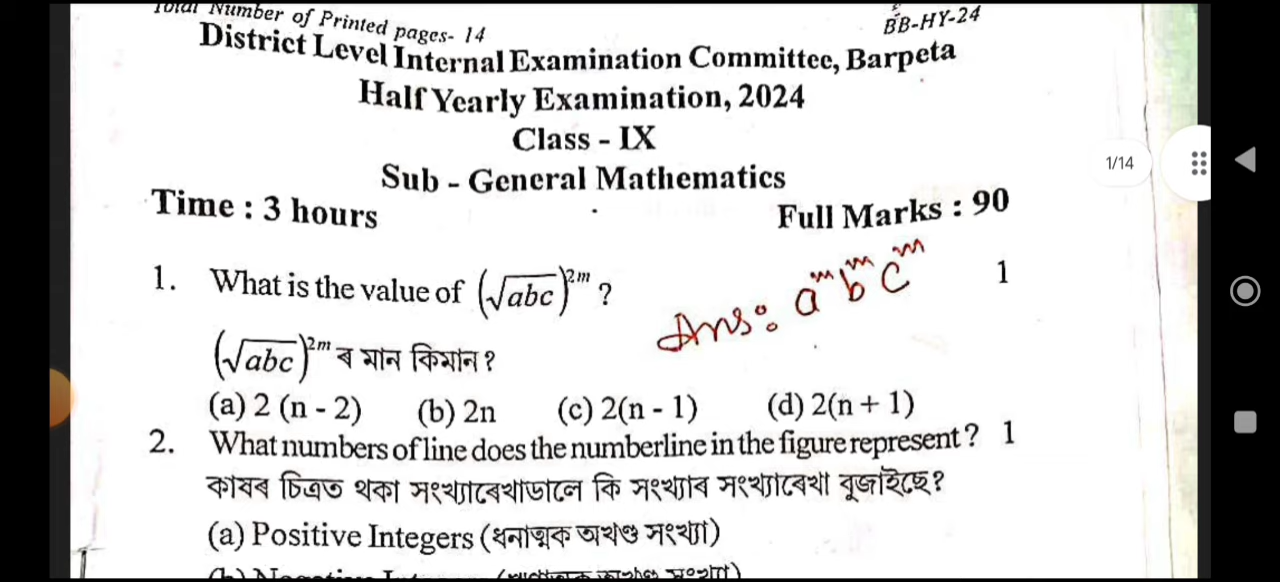 Total Number of Printed pages- 14
BB-HY-24
District Level Internal Examination Committee, Barpeta
Half Yearly Examination, 2024
Class - IX
1/14
Sub - General Mathematics
Time : 3 hours
Full Marks : 90
1. What is the value of (√abc)^2m ? 1
Ans: a^m b^m c^m
(√abc)^2m ৰ মান কিমান ?
(a) 2 (n - 2) (b) 2n (c) 2(n - 1) (d) 2(n + 1)
2. What numbers of line does the numberline in the figure represent ? 1
কাষৰ চিত্ৰত থকা সংখ্যাৰেখাডালে কি সংখ্যাৰ সংখ্যাৰেখা বুজাইছে?
(a) Positive Integers (ধনাত্মক অখণ্ড সংখ্যা)